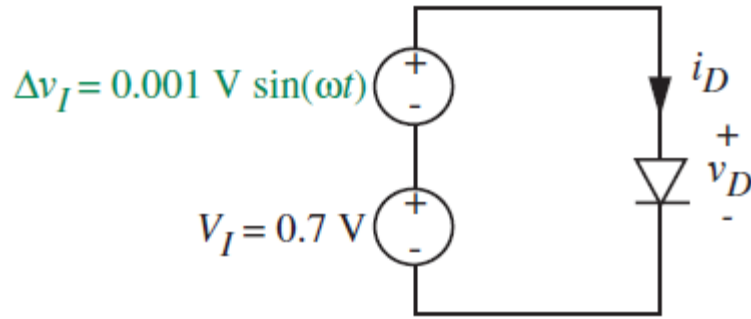 Δv_I = 0.001 V sin(ωt)
+
-
V_I = 0.7 V
+
-
i_D
+
v_D
-